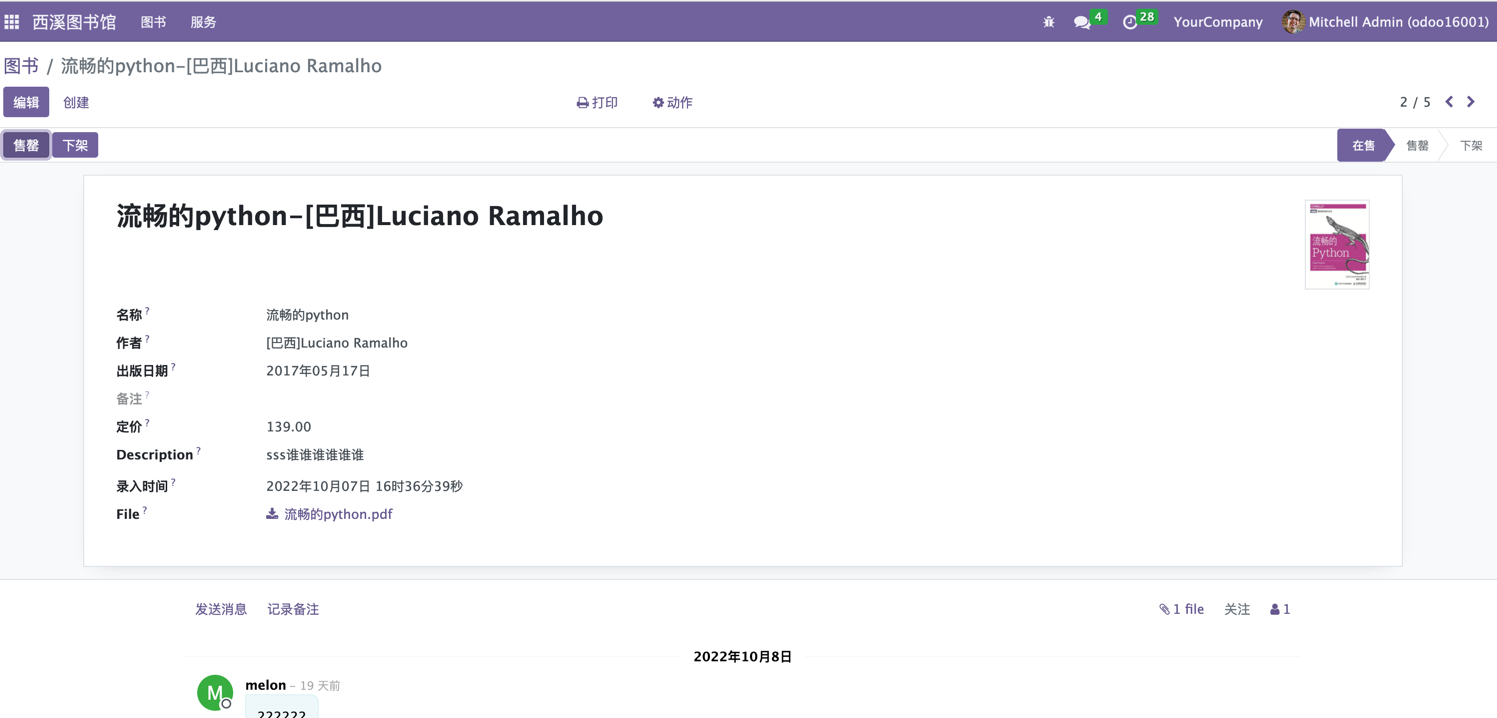 西溪图书馆 图书 服务 4 28 YourCompany Mitchell Admin (odoo16001)
图书 / 流畅的python-[巴西]Luciano Ramalho
编辑 创建 打印 动作 2 / 5
售罄 下架 在售 售罄 下架
流畅的python-[巴西]Luciano Ramalho
流畅的
Python
名称 ? 流畅的python
作者 ? [巴西]Luciano Ramalho
出版日期 ? 2017年05月17日
备注 ?
定价 ? 139.00
Description ? sss谁谁谁谁谁谁
录入时间 ? 2022年10月07日 16时36分39秒
File ? 流畅的python.pdf
发送消息 记录备注 1 file 关注 1
2022年10月8日
M melon - 19 天前
222222